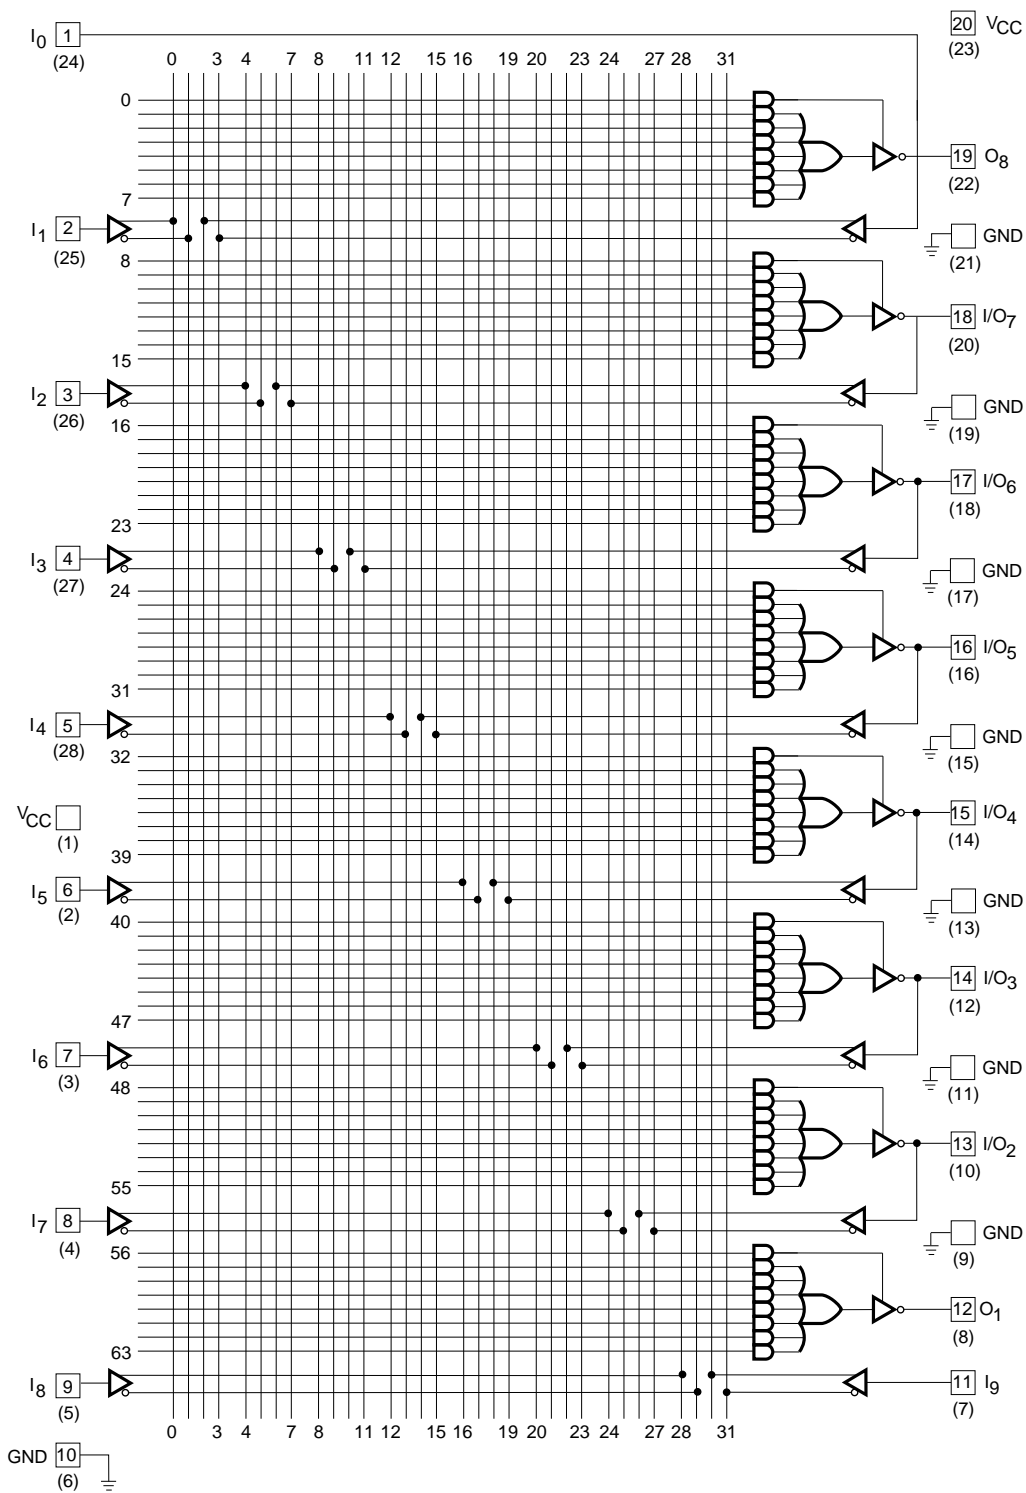 I0 1 20 VCC
(24) (23)
0 3 4 7 8 11 12 15 16 19 20 23 24 27 28 31
0
19 O8
(22)
7
I1 2
(25)
GND
(21)
8
18 I/O7
(20)
15
I2 3
(26)
GND
(19)
16
17 I/O6
(18)
23
I3 4
(27)
GND
(17)
24
16 I/O5
(16)
31
I4 5
(28)
GND
(15)
32
VCC
(1)
15 I/O4
(14)
39
I5 6
(2)
GND
(13)
40
14 I/O3
(12)
47
I6 7
(3)
GND
(11)
48
13 I/O2
(10)
55
I7 8
(4)
GND
(9)
56
12 O1
(8)
63
I8 9 11 I9
(5) (7)
0 3 4 7 8 11 12 15 16 19 20 23 24 27 28 31
GND 10
(6)